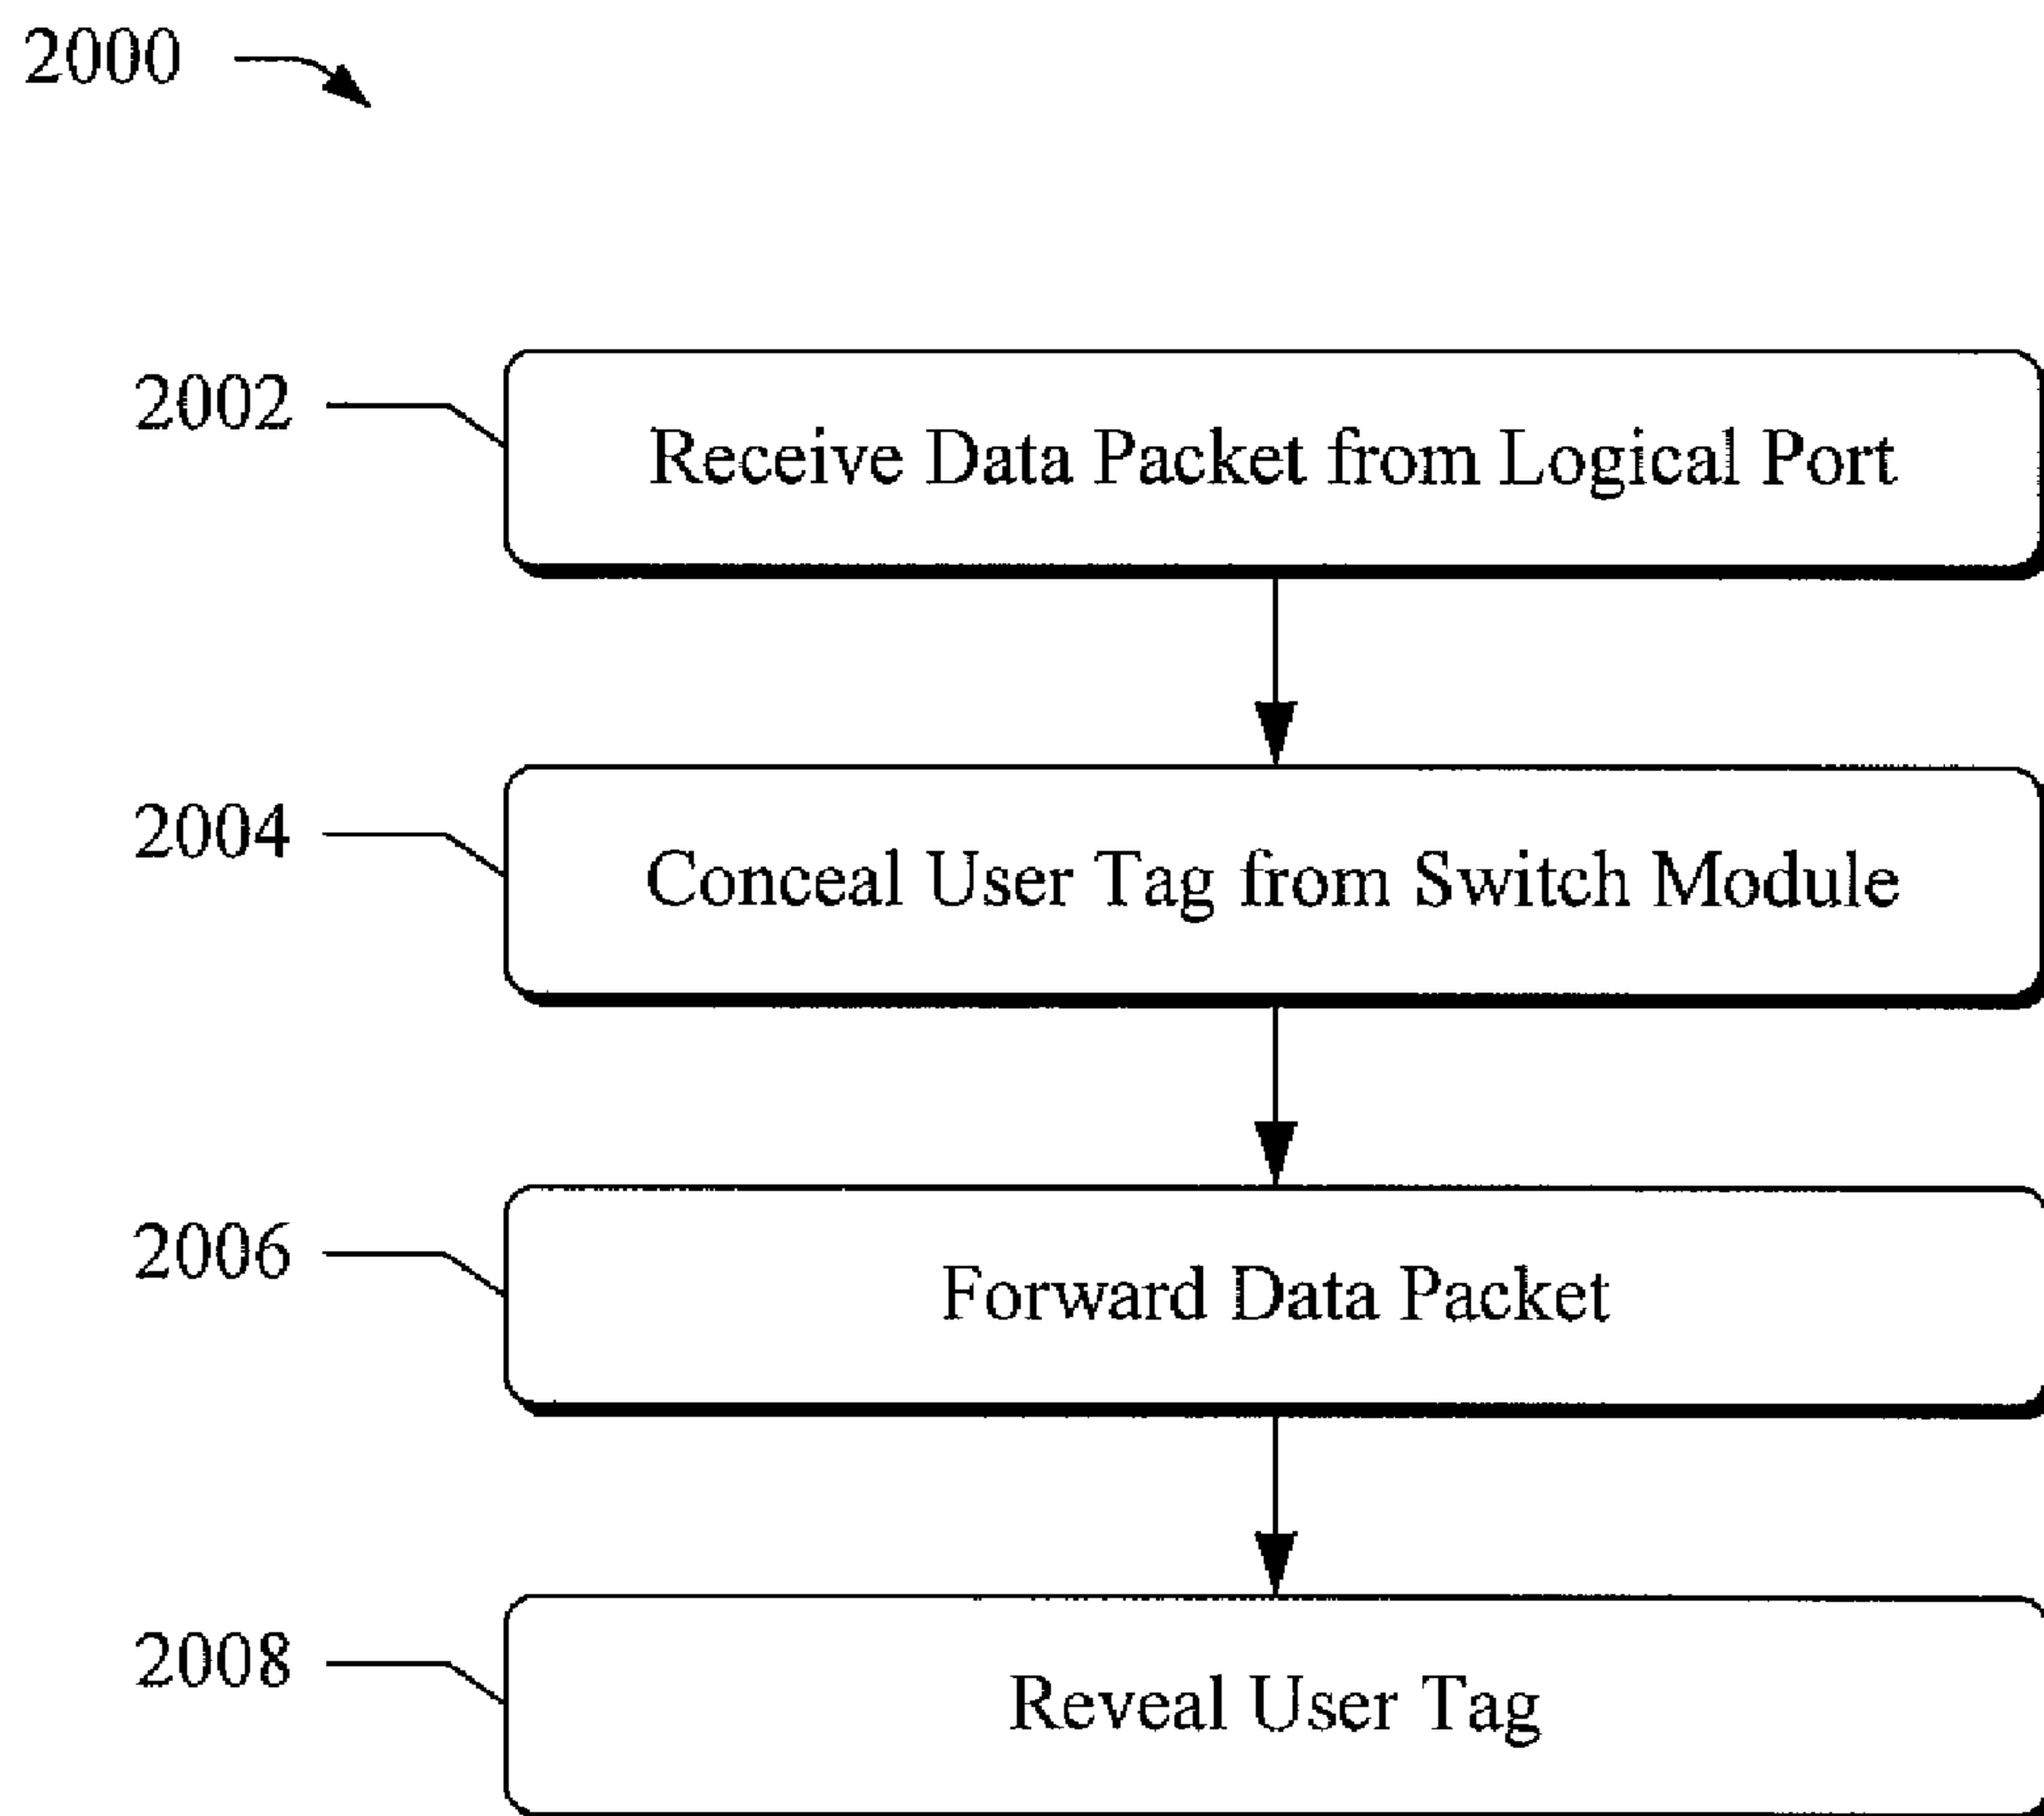 2000
2002
Receive Data Packet from Logical Port
2004
Conceal User Tag from Switch Module
2006
Forward Data Packet
2008
Reveal User Tag